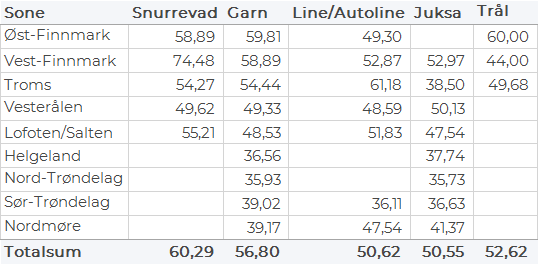 Sone Snurrevad Garn Line/Autoline Juksa Trål
Øst-Finnmark 58,89 59,81 49,30 60,00
Vest-Finnmark 74,48 58,89 52,87 52,97 44,00
Troms 54,27 54,44 61,18 38,50 49,68
Vesterålen 49,62 49,33 48,59 50,13
Lofoten/Salten 55,21 48,53 51,83 47,54
Helgeland 36,56 37,74
Nord-Trøndelag 35,93 35,73
Sør-Trøndelag 39,02 36,11 36,63
Nordmøre 39,17 47,54 41,37
Totalsum 60,29 56,80 50,62 50,55 52,62